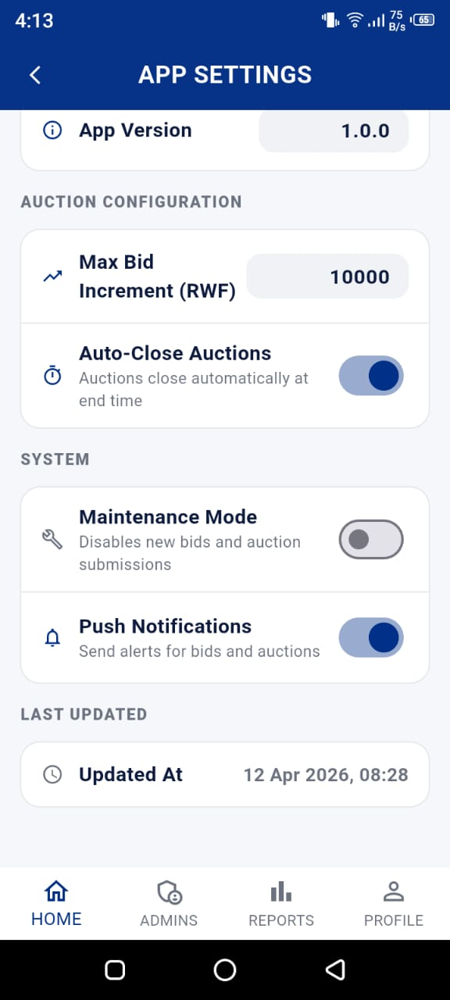 4:13
75
B/s
65
APP SETTINGS
App Version
1.0.0
AUCTION CONFIGURATION
Max Bid
Increment (RWF)
10000
Auto-Close Auctions
Auctions close automatically at
end time
SYSTEM
Maintenance Mode
Disables new bids and auction
submissions
Push Notifications
Send alerts for bids and auctions
LAST UPDATED
Updated At
12 Apr 2026, 08:28
HOME
ADMINS
REPORTS
PROFILE